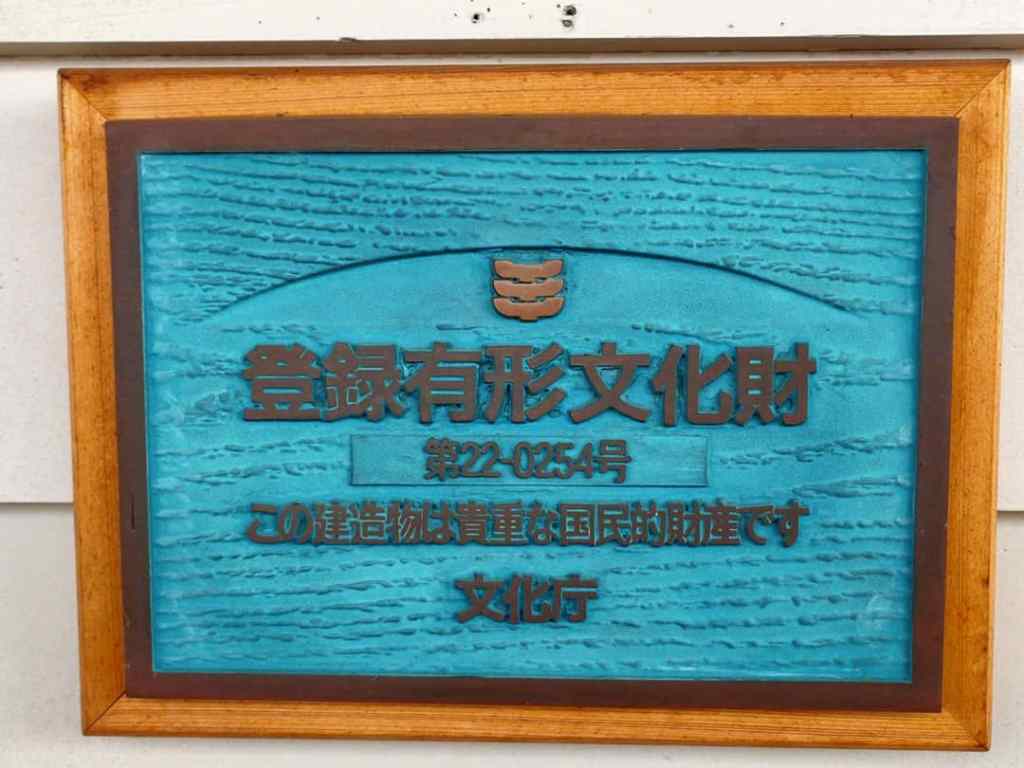 登録有形文化財
第22-0254号
この建造物は貴重な国民的財産です
文化庁